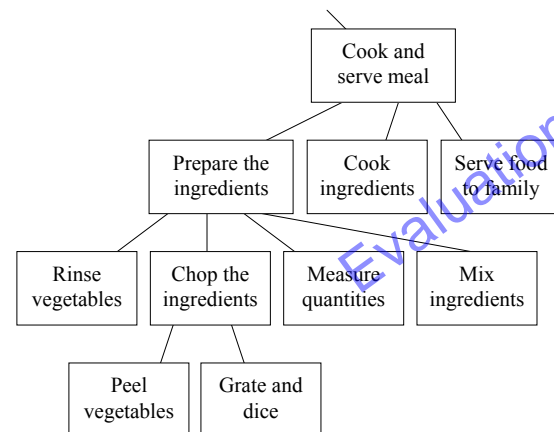 Cook and
serve meal
Prepare the
ingredients
Cook
ingredients
Serve food
to family
Evaluation
Rinse
vegetables
Chop the
ingredients
Measure
quantities
Mix
ingredients
Peel
vegetables
Grate and
dice